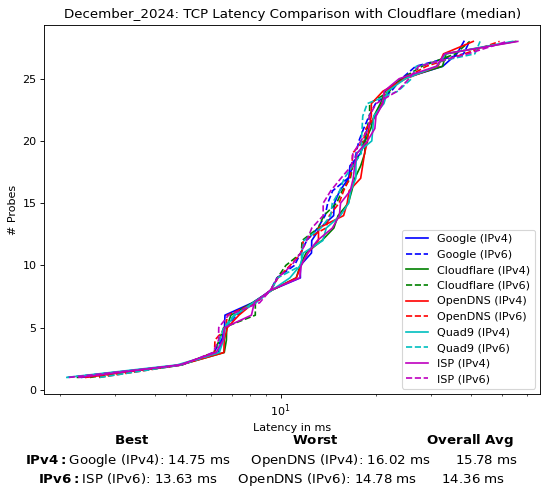 December_2024: TCP Latency Comparison with Cloudflare (median)
# Probes
25
20
15
10
5
0
Google (IPv4)
Google (IPv6)
Cloudflare (IPv4)
Cloudflare (IPv6)
OpenDNS (IPv4)
OpenDNS (IPv6)
Quad9 (IPv4)
Quad9 (IPv6)
ISP (IPv4)
ISP (IPv6)
10¹
Latency in ms
Best Worst Overall Avg
IPv4: Google (IPv4): 14.75 ms OpenDNS (IPv4): 16.02 ms 15.78 ms
IPv6: ISP (IPv6): 13.63 ms OpenDNS (IPv6): 14.78 ms 14.36 ms